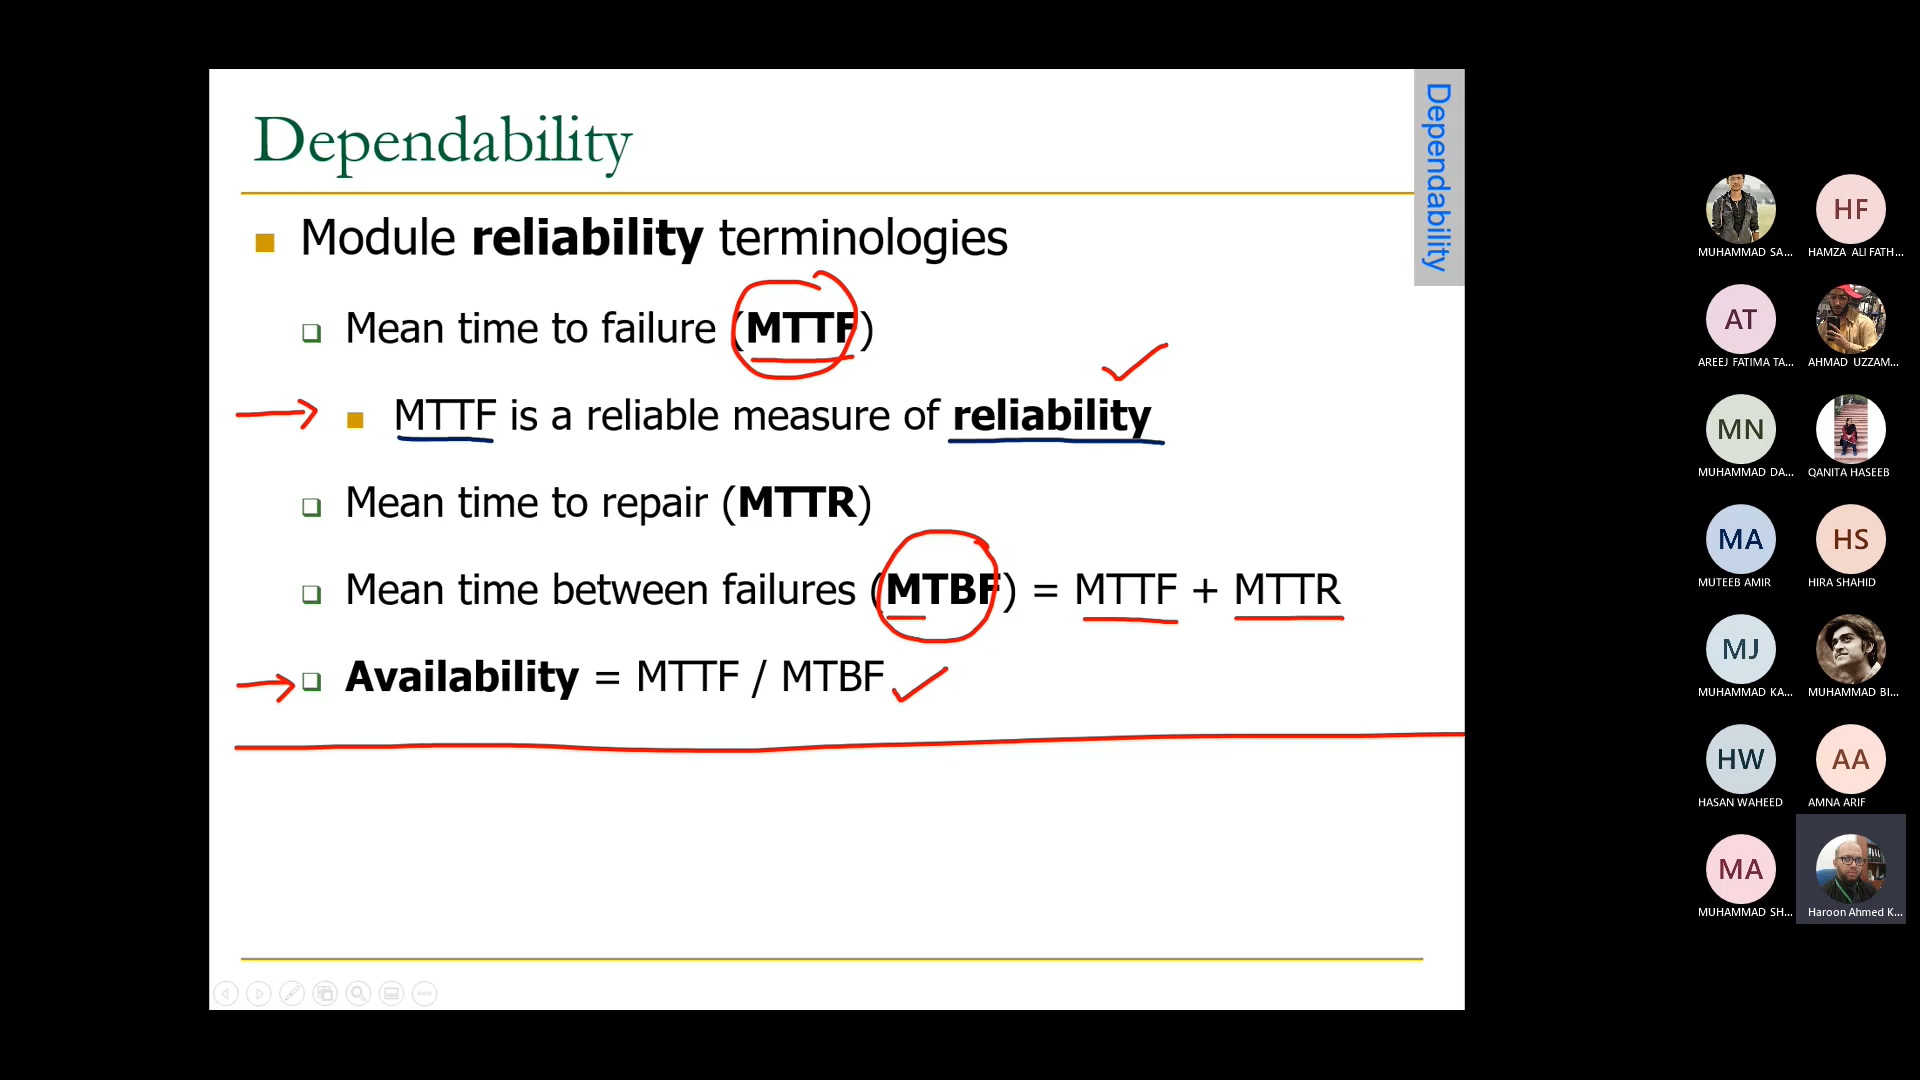 Dependability
Dependability
Module reliability terminologies
Mean time to failure (MTTF)
MTTF is a reliable measure of reliability
Mean time to repair (MTTR)
Mean time between failures (MTBF) = MTTF + MTTR
Availability = MTTF / MTBF
MUHAMMAD SA...
HF
HAMZA ALI FATH...
AT
AREEJ FATIMA TA...
AHMAD UZZAM...
MN
MUHAMMAD DA...
QANITA HASEEB
MA
MUTEEB AMIR
HS
HIRA SHAHID
MJ
MUHAMMAD KA...
MUHAMMAD BI...
HW
HASAN WAHEED
AA
AMNA ARIF
MA
MUHAMMAD SH...
Haroon Ahmed K...